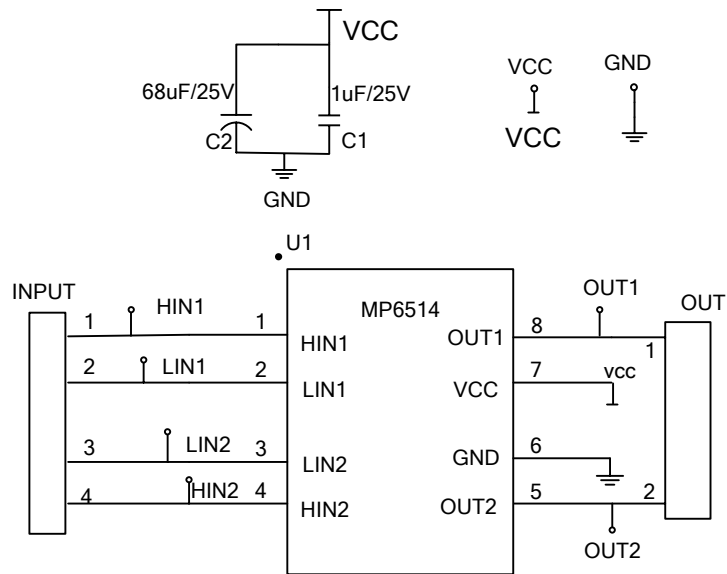 VCC
68uF/25V
1uF/25V
C2
C1
GND
VCC
VCC
GND
U1
INPUT
1
HIN1
1
2
LIN1
2
3
LIN2
3
4
HIN2
4
MP6514
HIN1
LIN1
LIN2
HIN2
OUT1
VCC
GND
OUT2
8
OUT1
OUT
1
7
vcc
6
5
2
OUT2